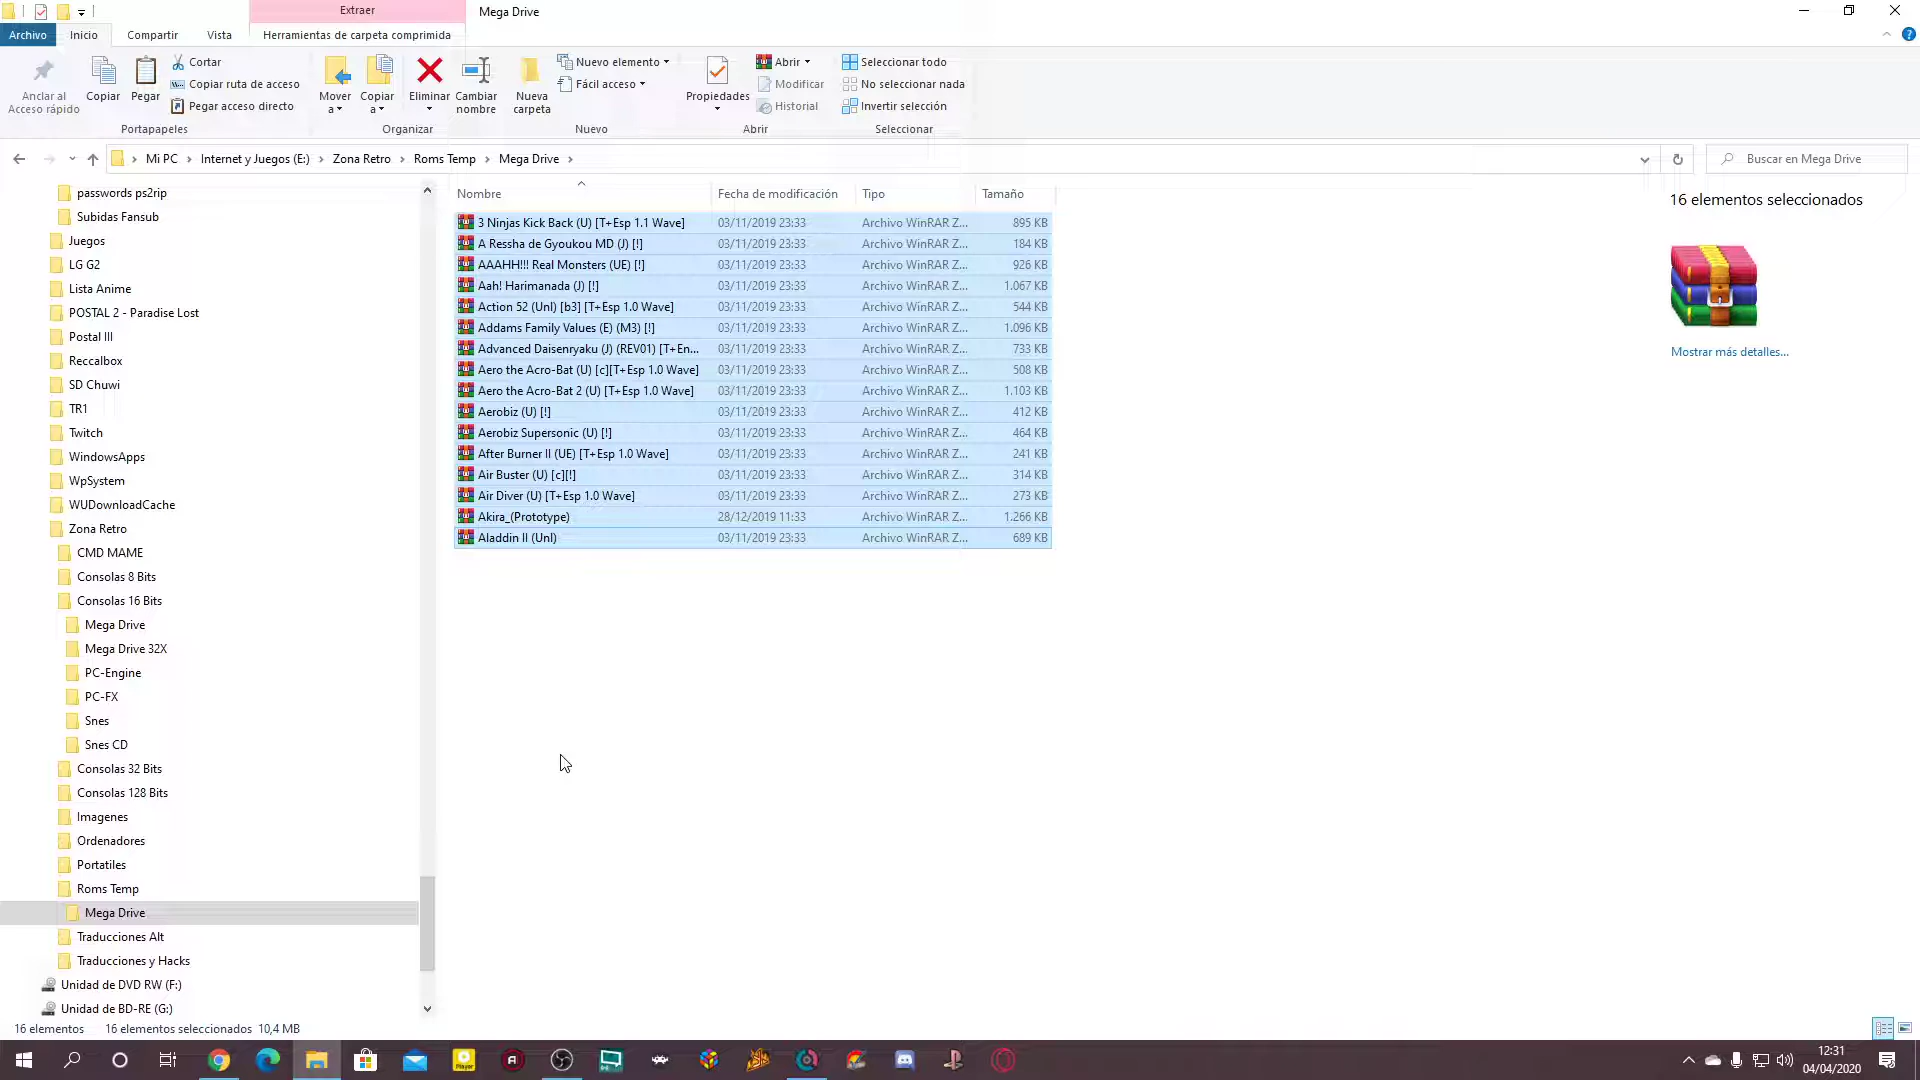 Extraer
Mega Drive
Archivo
Inicio
Compartir
Vista
Herramientas de carpeta comprimida
Anclar al
Acceso rápido
Copiar
Pegar
Cortar
Copiar ruta de acceso
Pegar acceso directo
Portapapeles
Mover
a
Copiar
a
Eliminar
Cambiar
nombre
Organizar
Nueva
carpeta
Nuevo elemento
Fácil acceso
Nuevo
Propiedades
Abrir
Modificar
Historial
Abrir
Seleccionar todo
No seleccionar nada
Invertir selección
Seleccionar
Mi PC > Internet y Juegos (E:) > Zona Retro > Roms Temp > Mega Drive >
Buscar en Mega Drive
passwords ps2rip
Subidas Fansub
Juegos
LG G2
Lista Anime
POSTAL 2 - Paradise Lost
Postal III
Reccalbox
SD Chuwi
TR1
Twitch
WindowsApps
WpSystem
WUDownloadCache
Zona Retro
CMD MAME
Consolas 8 Bits
Consolas 16 Bits
Mega Drive
Mega Drive 32X
PC-Engine
PC-FX
Snes
Snes CD
Consolas 32 Bits
Consolas 128 Bits
Imagenes
Ordenadores
Portatiles
Roms Temp
Mega Drive
Traducciones Alt
Traducciones y Hacks
Unidad de DVD RW (F:)
Unidad de BD-RE (G:)
Nombre Fecha de modificación Tipo Tamaño
3 Ninjas Kick Back (U) [T+Esp 1.1 Wave] 03/11/2019 23:33 Archivo WinRAR Z... 895 KB
A Ressha de Gyoukou MD (J) [!] 03/11/2019 23:33 Archivo WinRAR Z... 184 KB
AAAHH!!! Real Monsters (UE) [!] 03/11/2019 23:33 Archivo WinRAR Z... 926 KB
Aah! Harimanada (J) [!] 03/11/2019 23:33 Archivo WinRAR Z... 1.067 KB
Action 52 (Unl) [b3] [T+Esp 1.0 Wave] 03/11/2019 23:33 Archivo WinRAR Z... 544 KB
Addams Family Values (E) (M3) [!] 03/11/2019 23:33 Archivo WinRAR Z... 1.096 KB
Advanced Daisenryaku (J) (REV01) [T+En... 03/11/2019 23:33 Archivo WinRAR Z... 733 KB
Aero the Acro-Bat (U) [c][T+Esp 1.0 Wave] 03/11/2019 23:33 Archivo WinRAR Z... 508 KB
Aero the Acro-Bat 2 (U) [T+Esp 1.0 Wave] 03/11/2019 23:33 Archivo WinRAR Z... 1.103 KB
Aerobiz (U) [!] 03/11/2019 23:33 Archivo WinRAR Z... 412 KB
Aerobiz Supersonic (U) [!] 03/11/2019 23:33 Archivo WinRAR Z... 464 KB
After Burner II (UE) [T+Esp 1.0 Wave] 03/11/2019 23:33 Archivo WinRAR Z... 241 KB
Air Buster (U) [c][!] 03/11/2019 23:33 Archivo WinRAR Z... 314 KB
Air Diver (U) [T+Esp 1.0 Wave] 03/11/2019 23:33 Archivo WinRAR Z... 273 KB
Akira_(Prototype) 28/12/2019 11:33 Archivo WinRAR Z... 1.266 KB
Aladdin II (Unl) 03/11/2019 23:33 Archivo WinRAR Z... 689 KB
16 elementos seleccionados
Mostrar más detalles...
16 elementos 16 elementos seleccionados 10,4 MB
12:31
04/04/2020